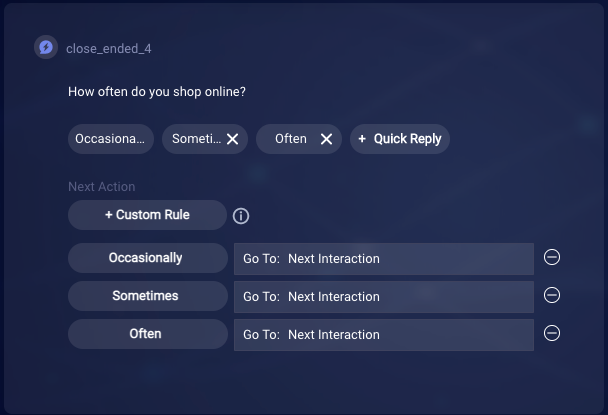 close_ended_4
How often do you shop online?
Occasiona... Someti... Often + Quick Reply
Next Action
+ Custom Rule
Occasionally Go To: Next Interaction
Sometimes Go To: Next Interaction
Often Go To: Next Interaction